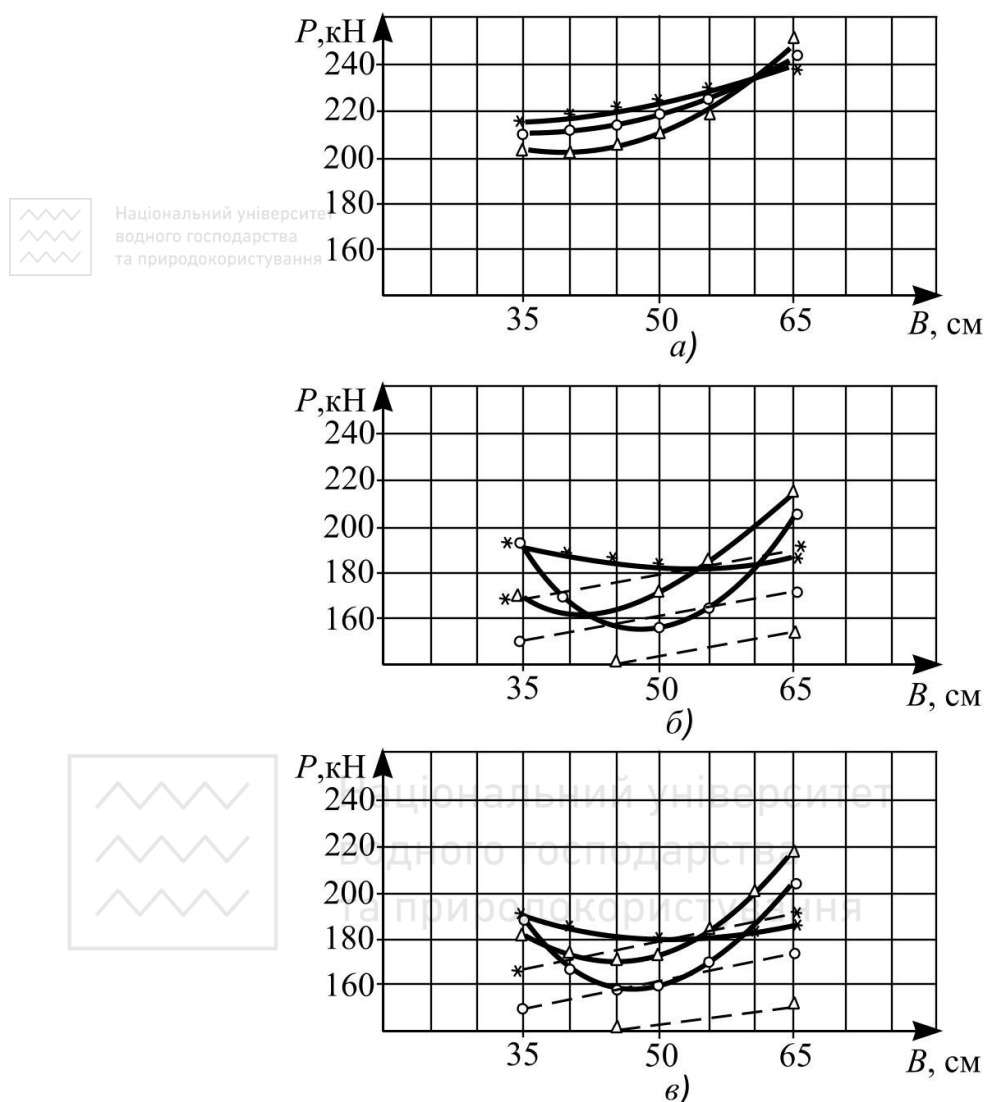 P,кН
240
220
200
180
160
35 50 65
B, см
а)
Національний університет
водного господарства
та природокористування
P,кН
240
220
200
180
160
35 50 65
B, см
б)
P,кН
240
220
200
180
160
35 50 65
B, см
в)
Національний університет
водного господарства
та природокористування